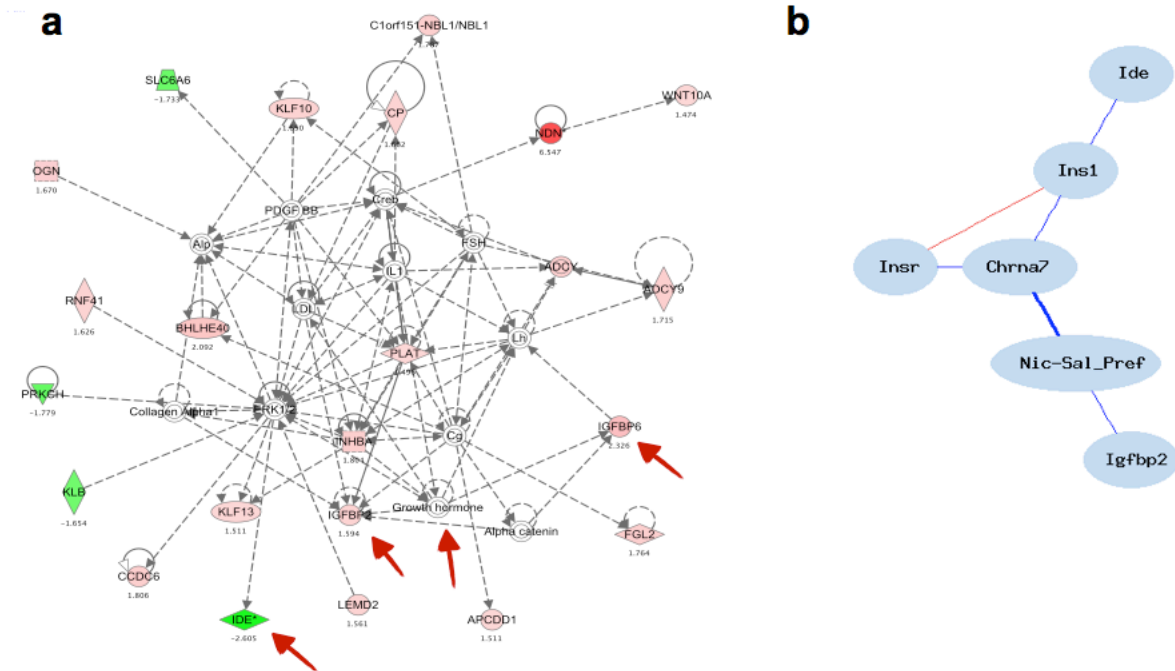 a
b
C1orf151-NBL1/NBL1
SLC6A6
-1.733
KLF10
CP
WNT10A
1.474
NDN*
6.547
OGN
1.670
PDGF BB
Creb
Alp
FSH
IL1
ADCY
ADCY9
1.715
RNF41
1.626
LDL
BHLHE40
2.092
Lh
PLAT
PRKCH
-1.779
Collagen Alpha1
ERK1/2
INHBA
Cg
IGFBP6
2.326
KLB
-1.654
KLF13
1.511
IGFBP2
1.594
Growth hormone
Alpha catenin
FGL2
1.764
CCDC6
1.806
IDE*
-2.605
LEMD2
1.561
APCDD1
1.511
Ide
Ins1
Insr
Chrna7
Nic-Sal_Pref
Igfbp2